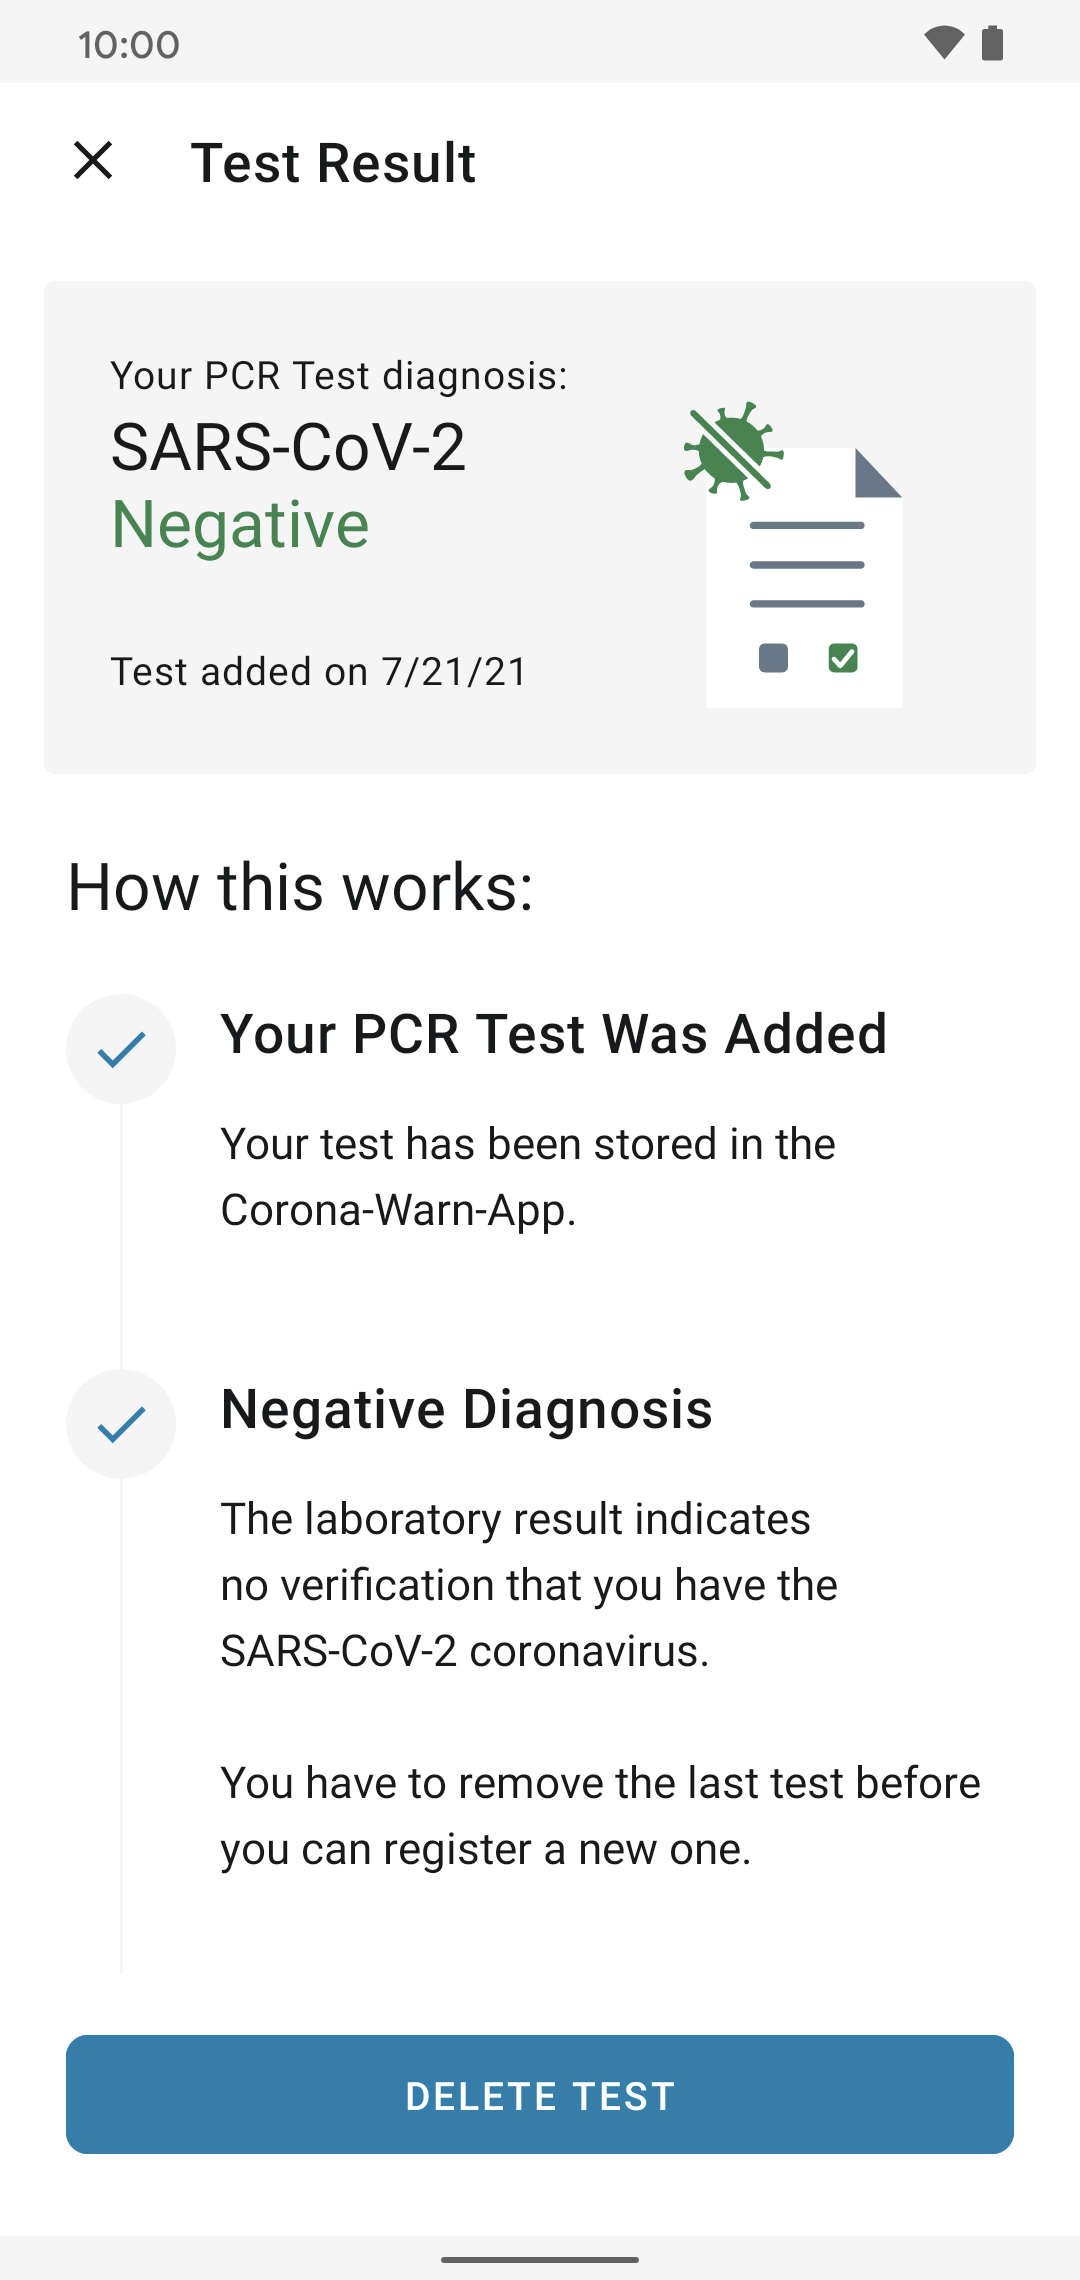 10:00
Test Result
Your PCR Test diagnosis:
SARS-CoV-2
Negative
Test added on 7/21/21
How this works:
Your PCR Test Was Added
Your test has been stored in the
Corona-Warn-App.
Negative Diagnosis
The laboratory result indicates
no verification that you have the
SARS-CoV-2 coronavirus.
You have to remove the last test before
you can register a new one.
DELETE TEST